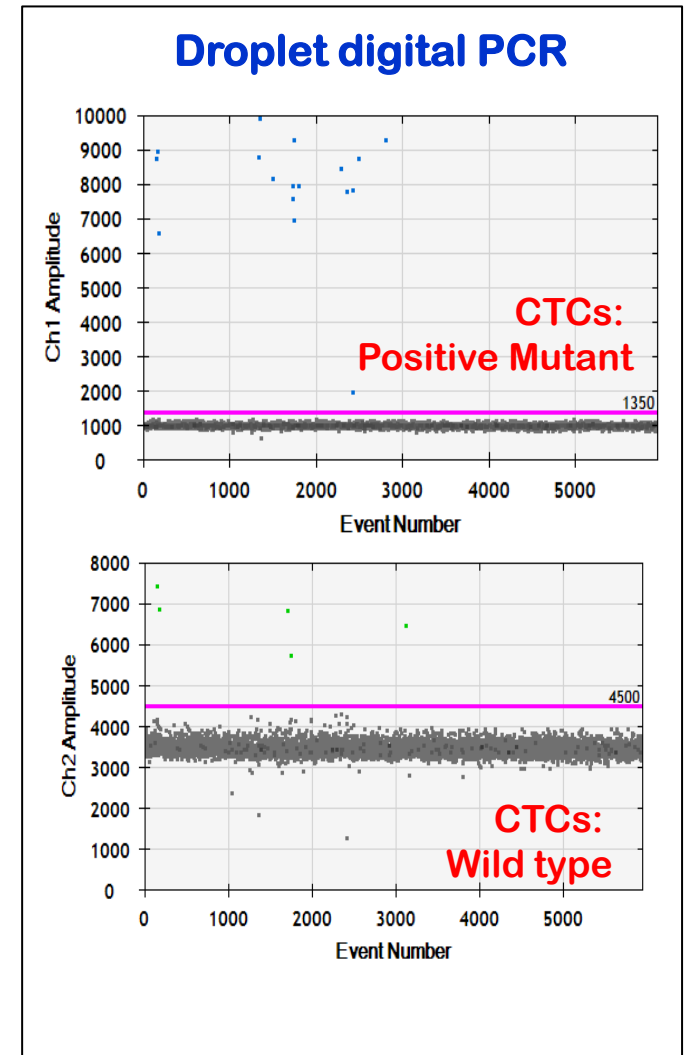 Droplet digital PCR
10000
9000
8000
7000
6000
5000
4000
3000
2000
1000
0
Ch1 Amplitude
CTCs:
Positive Mutant
1350
0 1000 2000 3000 4000 5000
Event Number
8000
7000
6000
5000
4000
3000
2000
1000
0
Ch2 Amplitude
4500
CTCs:
Wild type
0 1000 2000 3000 4000 5000
Event Number